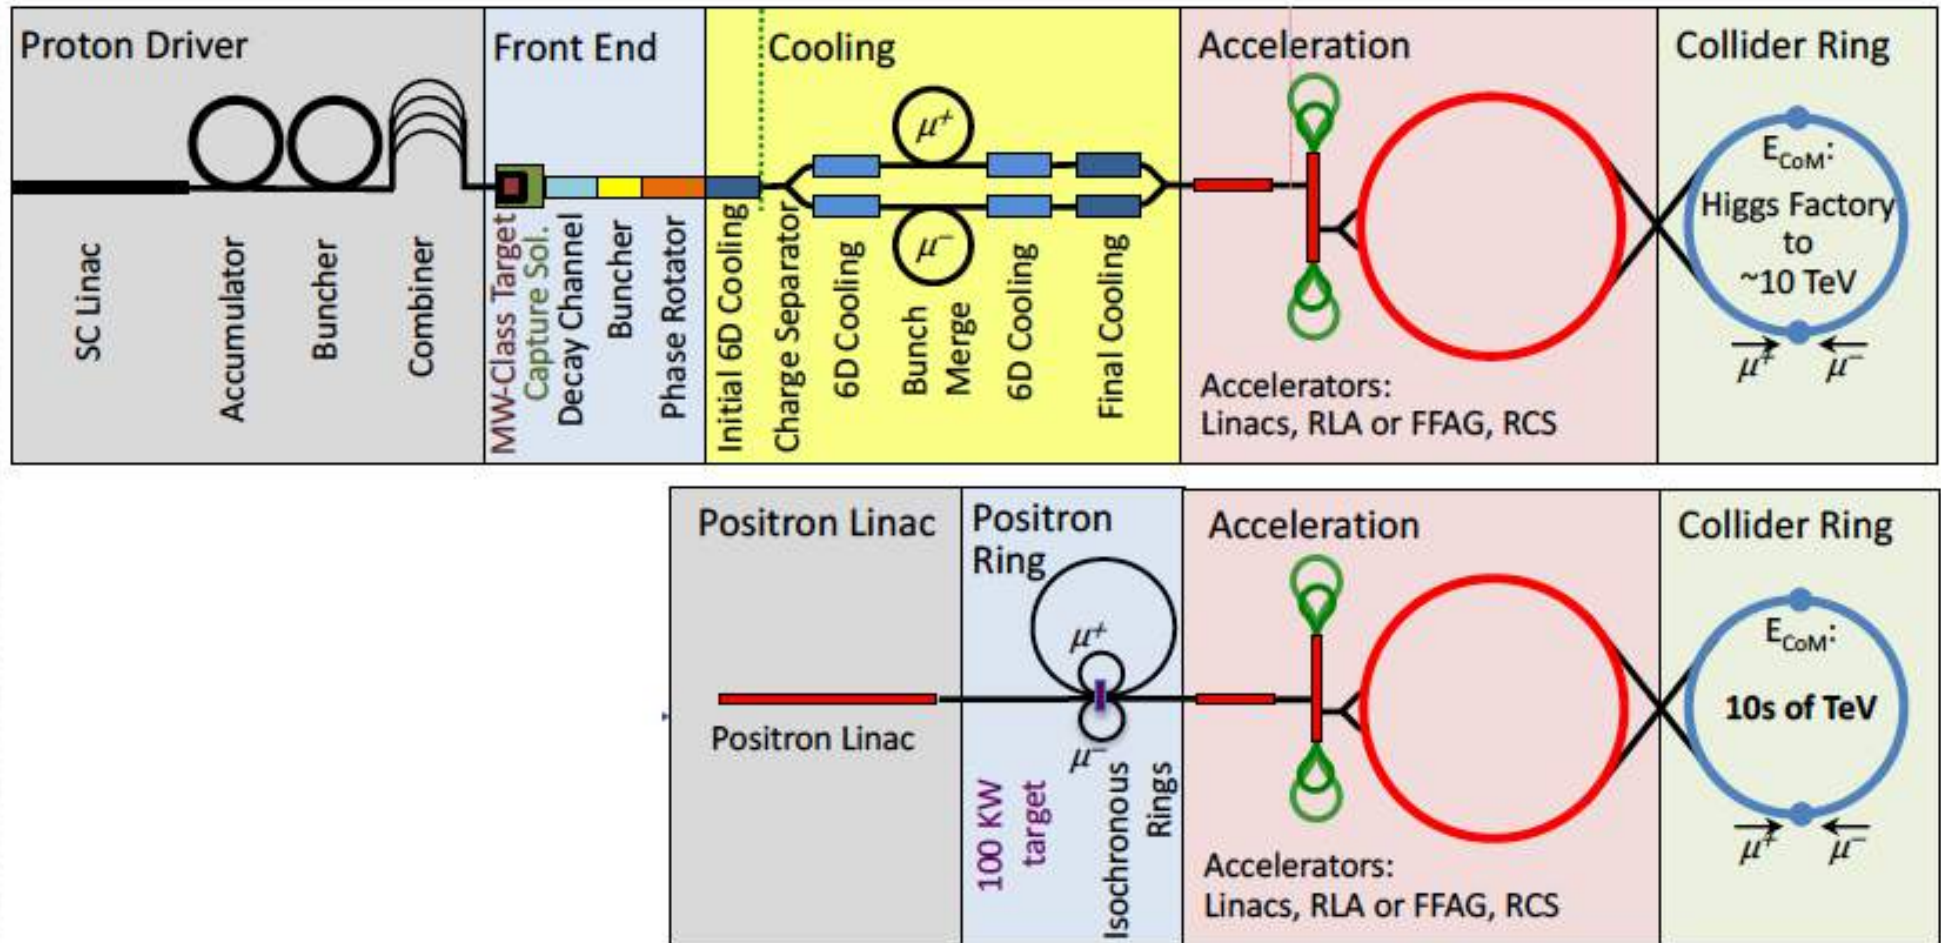 Proton Driver
Front End
Cooling
Acceleration
Collider Ring
SC Linac
Accumulator
Buncher
Combiner
MW-Class Target
Capture Sol.
Decay Channel
Buncher
Phase Rotator
Initial 6D Cooling
Charge Separator
6D Cooling
μ+
μ−
Bunch
Merge
6D Cooling
Final Cooling
Accelerators:
Linacs, RLA or FFAG, RCS
ECoM:
Higgs Factory
to
~10 TeV
μ+ μ−
Positron Linac
Positron
Ring
Acceleration
Collider Ring
Positron Linac
μ+
μ−
100 KW
target
Isochronous
Rings
Accelerators:
Linacs, RLA or FFAG, RCS
ECoM:
10s of TeV
μ+ μ−